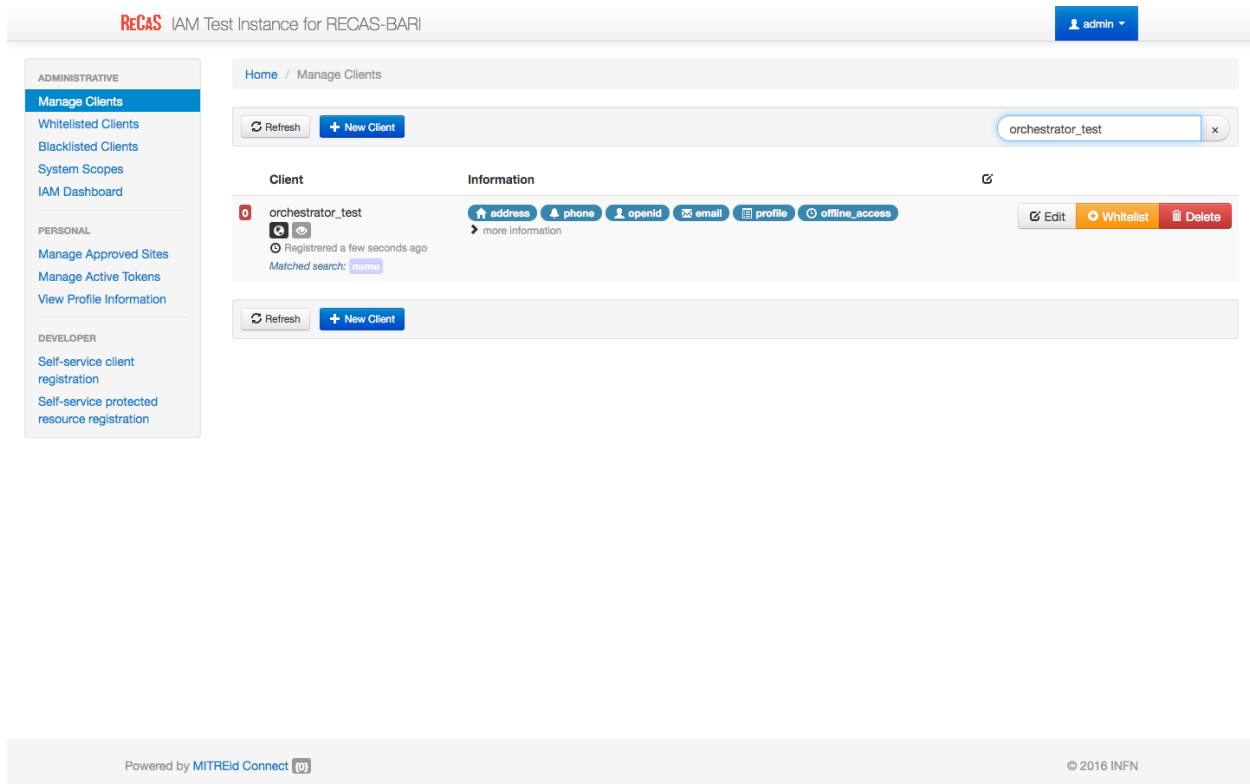 RECAS IAM Test Instance for RECAS-BARI
admin
ADMINISTRATIVE
Manage Clients
Whitelisted Clients
Blacklisted Clients
System Scopes
IAM Dashboard
PERSONAL
Manage Approved Sites
Manage Active Tokens
View Profile Information
DEVELOPER
Self-service client
registration
Self-service protected
resource registration
Home / Manage Clients
Refresh + New Client
orchestrator_test ×
Client Information
0 orchestrator_test address phone openid email profile offline_access Edit Whitelist Delete
more information
Registrered a few seconds ago
Matched search: name
Refresh + New Client
Powered by MITREid Connect {0}
© 2016 INFN